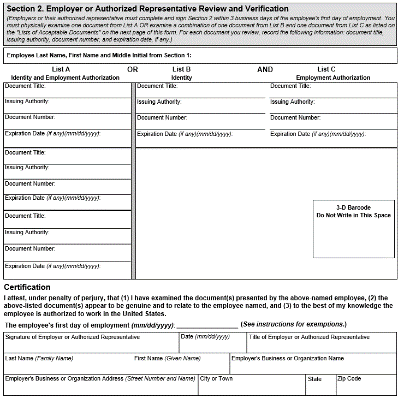 Section 2. Employer or Authorized Representative Review and Verification
(Employers or their authorized representative must complete and sign Section 2 within 3 business days of the employee's first day of employment. You
must physically examine one document from List A OR examine a combination of one document from List B and one document from List C as listed on
the "Lists of Acceptable Documents" on the next page of this form. For each document you review, record the following information: document title,
issuing authority, document number, and expiration date, if any.)
Employee Last Name, First Name and Middle Initial from Section 1:
List A OR List B AND List C
Identity and Employment Authorization Identity Employment Authorization
Document Title: Document Title: Document Title:
Issuing Authority: Issuing Authority: Issuing Authority:
Document Number: Document Number: Document Number:
Expiration Date (if any)(mm/dd/yyyy): Expiration Date (if any)(mm/dd/yyyy): Expiration Date (if any)(mm/dd/yyyy):
Document Title:
Issuing Authority:
Document Number:
Expiration Date (if any)(mm/dd/yyyy):
Document Title:
Issuing Authority:
Document Number:
Expiration Date (if any)(mm/dd/yyyy):
3-D Barcode
Do Not Write in This Space
Certification
I attest, under penalty of perjury, that (1) I have examined the document(s) presented by the above-named employee, (2) the
above-listed document(s) appear to be genuine and to relate to the employee named, and (3) to the best of my knowledge the
employee is authorized to work in the United States.
The employee's first day of employment (mm/dd/yyyy): (See instructions for exemptions.)
Signature of Employer or Authorized Representative Date (mm/dd/yyyy) Title of Employer or Authorized Representative
Last Name (Family Name) First Name (Given Name) Employer's Business or Organization Name
Employer's Business or Organization Address (Street Number and Name) City or Town State Zip Code